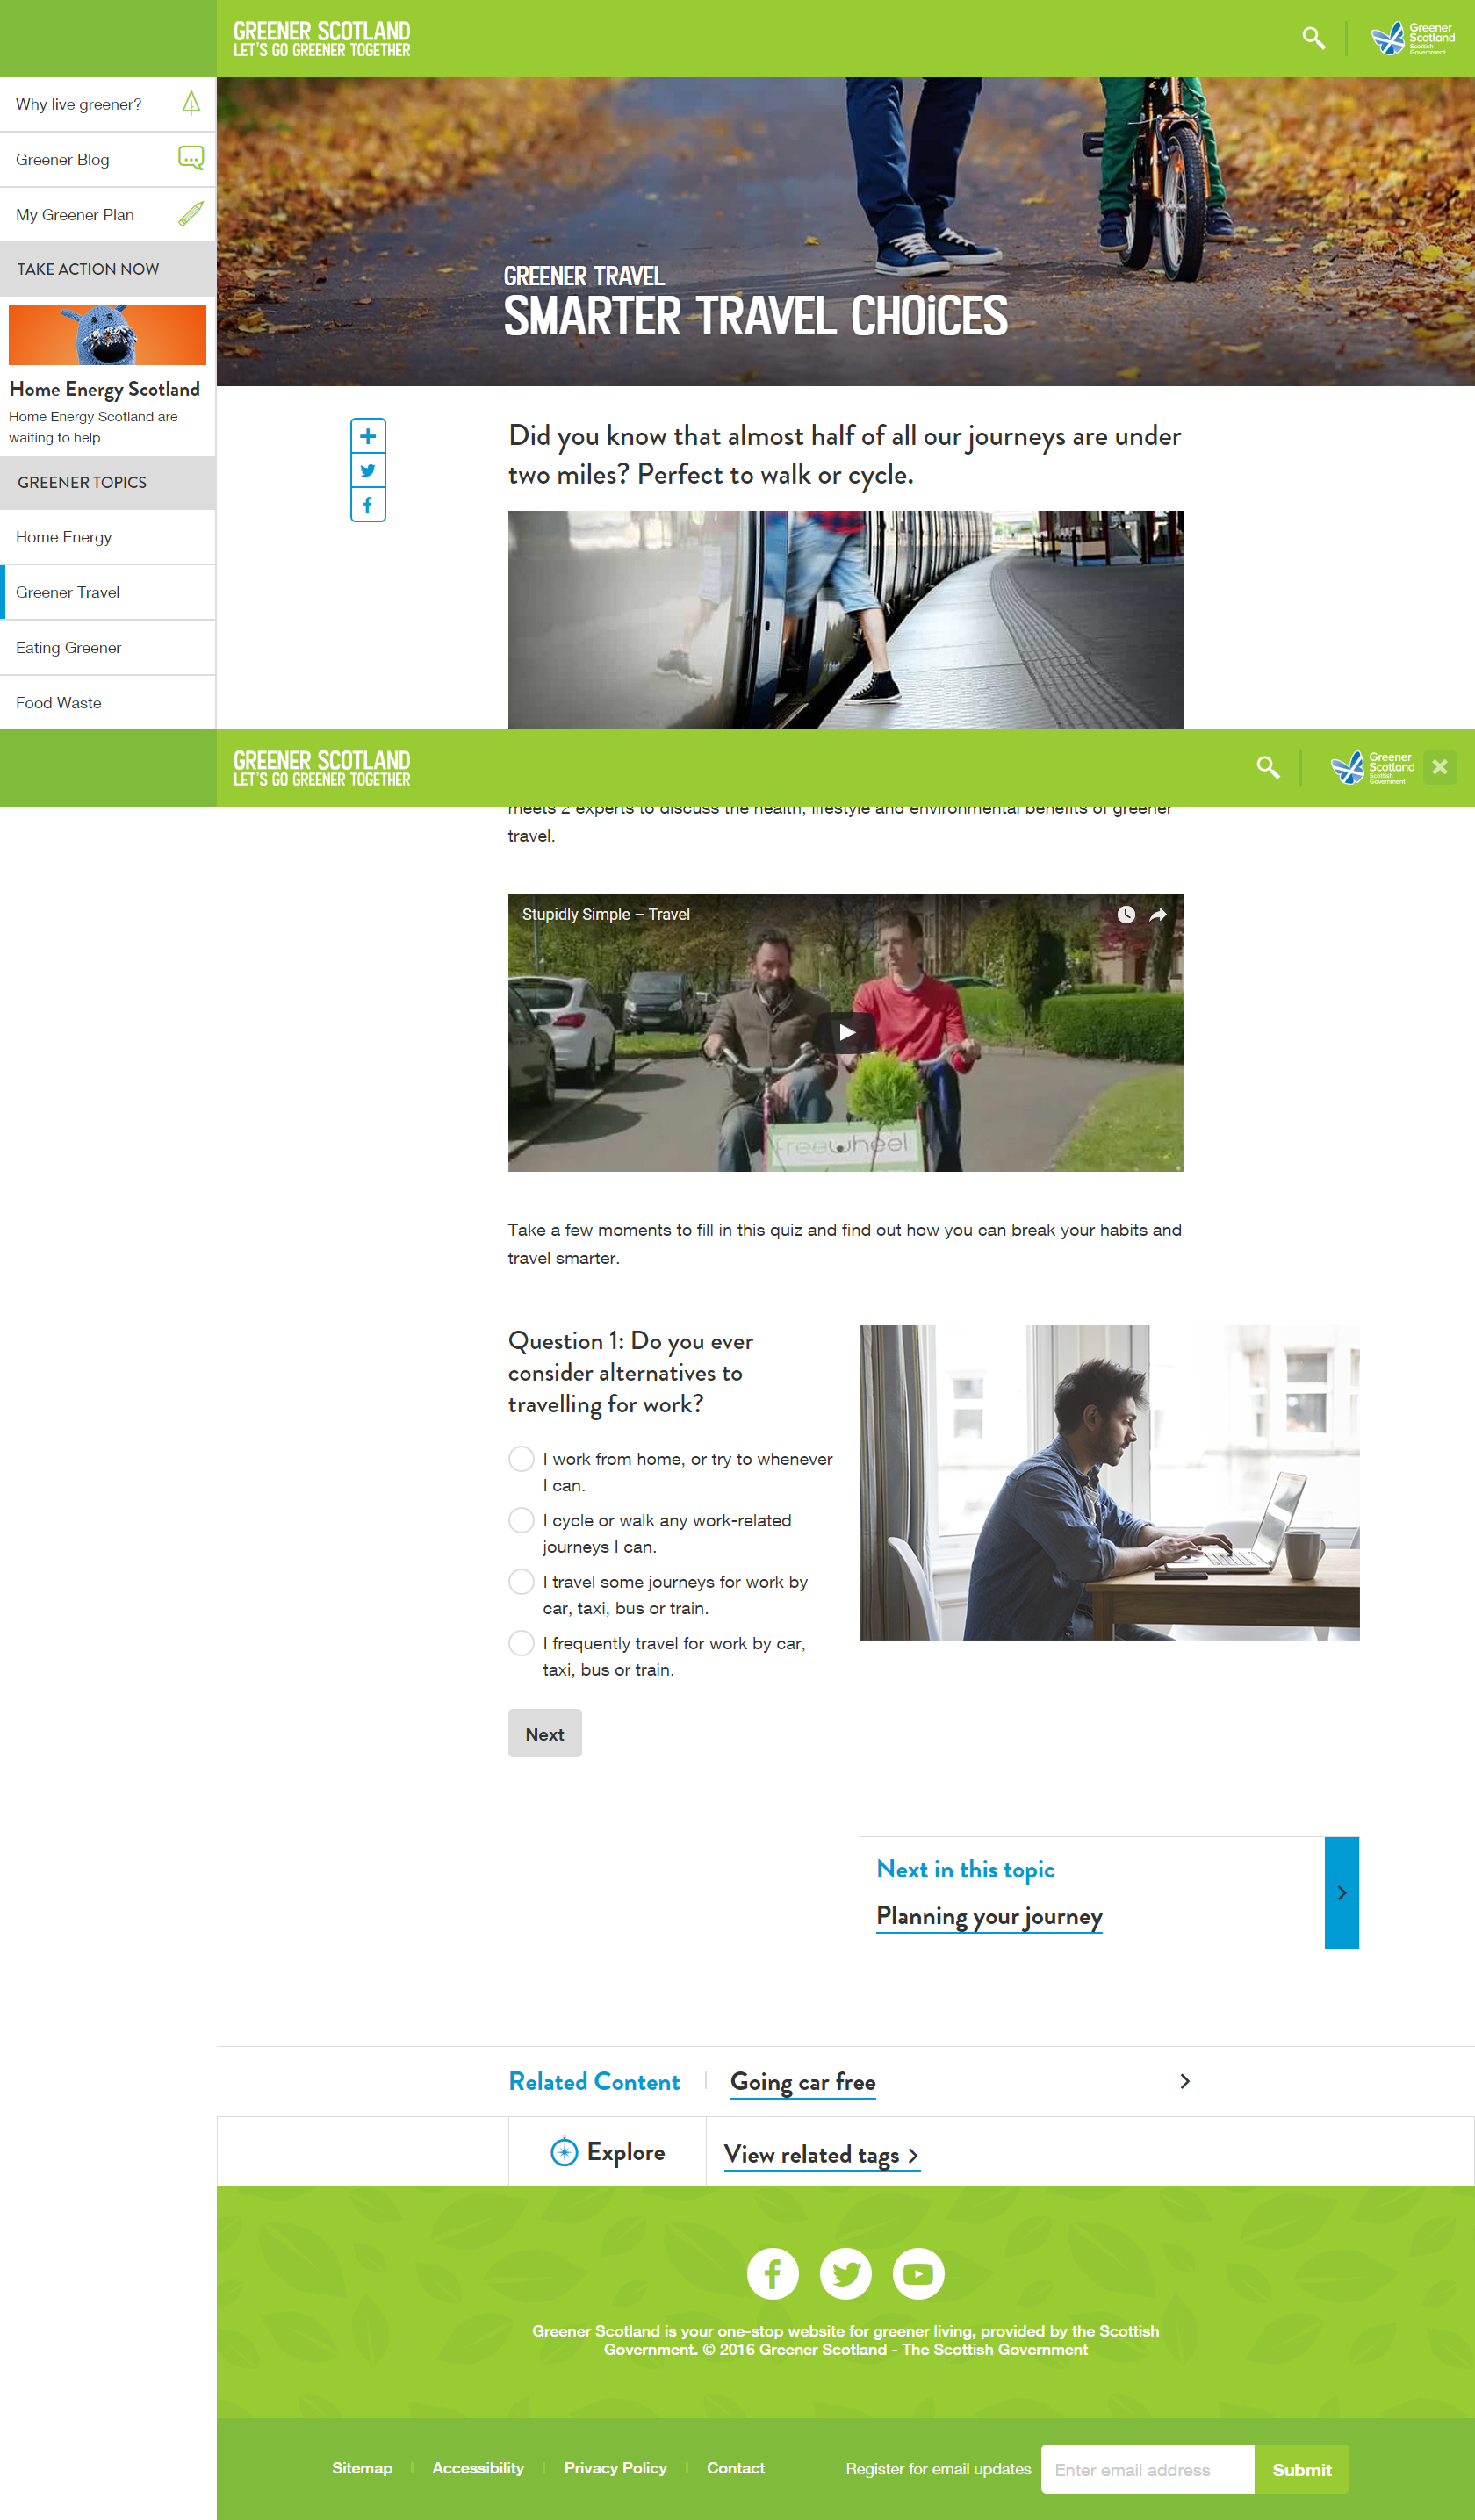 GREENER SCOTLAND
LET'S GO GREENER TOGETHER
Greener
Scotland
Scottish
Government
Why live greener?
Greener Blog
My Greener Plan
TAKE ACTION NOW
Home Energy Scotland
Home Energy Scotland are
waiting to help
GREENER TOPICS
Home Energy
Greener Travel
Eating Greener
Food Waste
GREENER TRAVEL
SMARTER TRAVEL CHOiCES
Did you know that almost half of all our journeys are under
two miles? Perfect to walk or cycle.
GREENER SCOTLAND
LET'S GO GREENER TOGETHER
Greener
Scotland
Scottish
Government
meets 2 experts to discuss the health, lifestyle and environmental benefits of greener
travel.
Stupidly Simple – Travel
freewheel
Take a few moments to fill in this quiz and find out how you can break your habits and
travel smarter.
Question 1: Do you ever
consider alternatives to
travelling for work?
I work from home, or try to whenever
I can.
I cycle or walk any work-related
journeys I can.
I travel some journeys for work by
car, taxi, bus or train.
I frequently travel for work by car,
taxi, bus or train.
Next
Next in this topic
Planning your journey
Related Content
Going car free
Explore
View related tags
Greener Scotland is your one-stop website for greener living, provided by the Scottish
Government. © 2016 Greener Scotland - The Scottish Government
Sitemap
Accessibility
Privacy Policy
Contact
Register for email updates
Enter email address
Submit